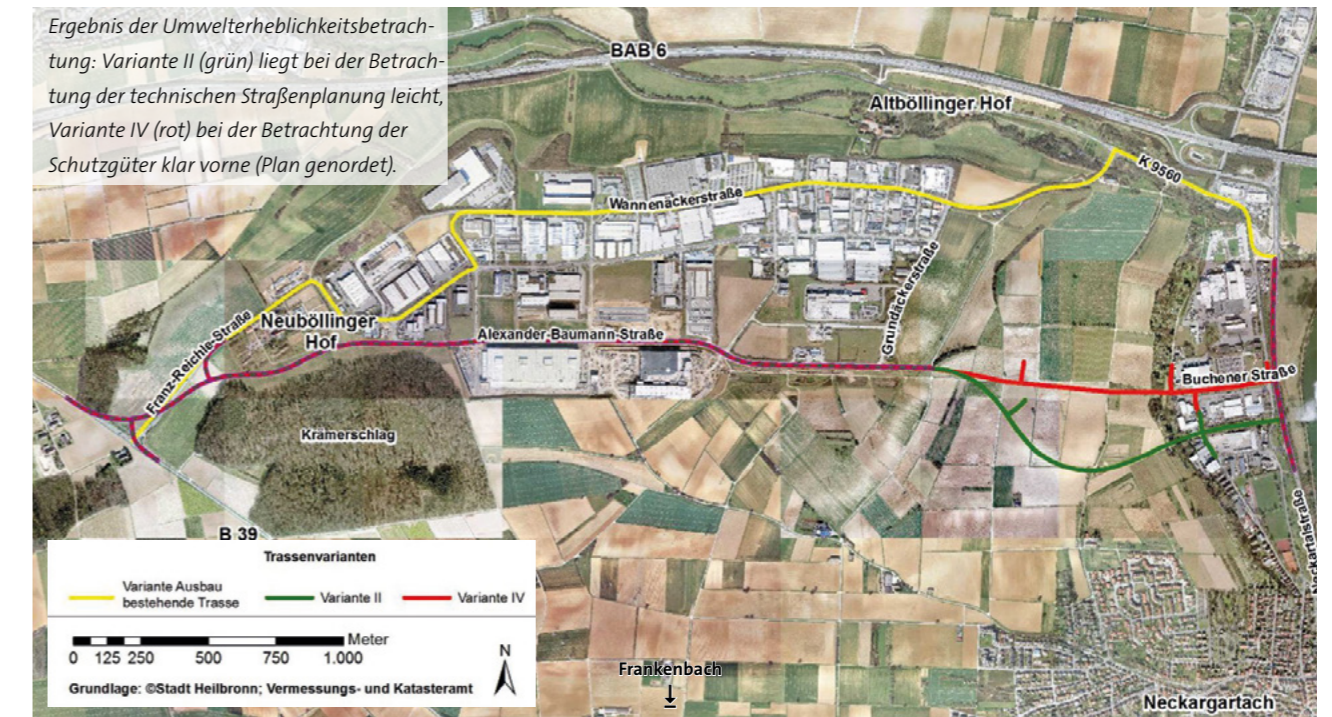 Ergebnis der Umwelterheblichkeitsbetrach-
tung: Variante II (grün) liegt bei der Betrach-
tung der technischen Straßenplanung leicht,
Variante IV (rot) bei der Betrachtung der
Schutzgüter klar vorne (Plan genordet).
BAB 6
Altböllinger Hof
K 9560
Wannenäckerstraße
Grundäckerstraße
Franz-Reichle-Straße
Neuböllinger
Hof
Alexander-Baumann-Straße
Buchener Straße
Kramerschlag
B 39
Neckartalstraße
Trassenvarianten
Variante Ausbau
bestehende Trasse
Variante II
Variante IV
Meter
0 125 250 500 750 1.000
N
Grundlage: ©Stadt Heilbronn; Vermessungs- und Katasteramt
Frankenbach
Neckargartach